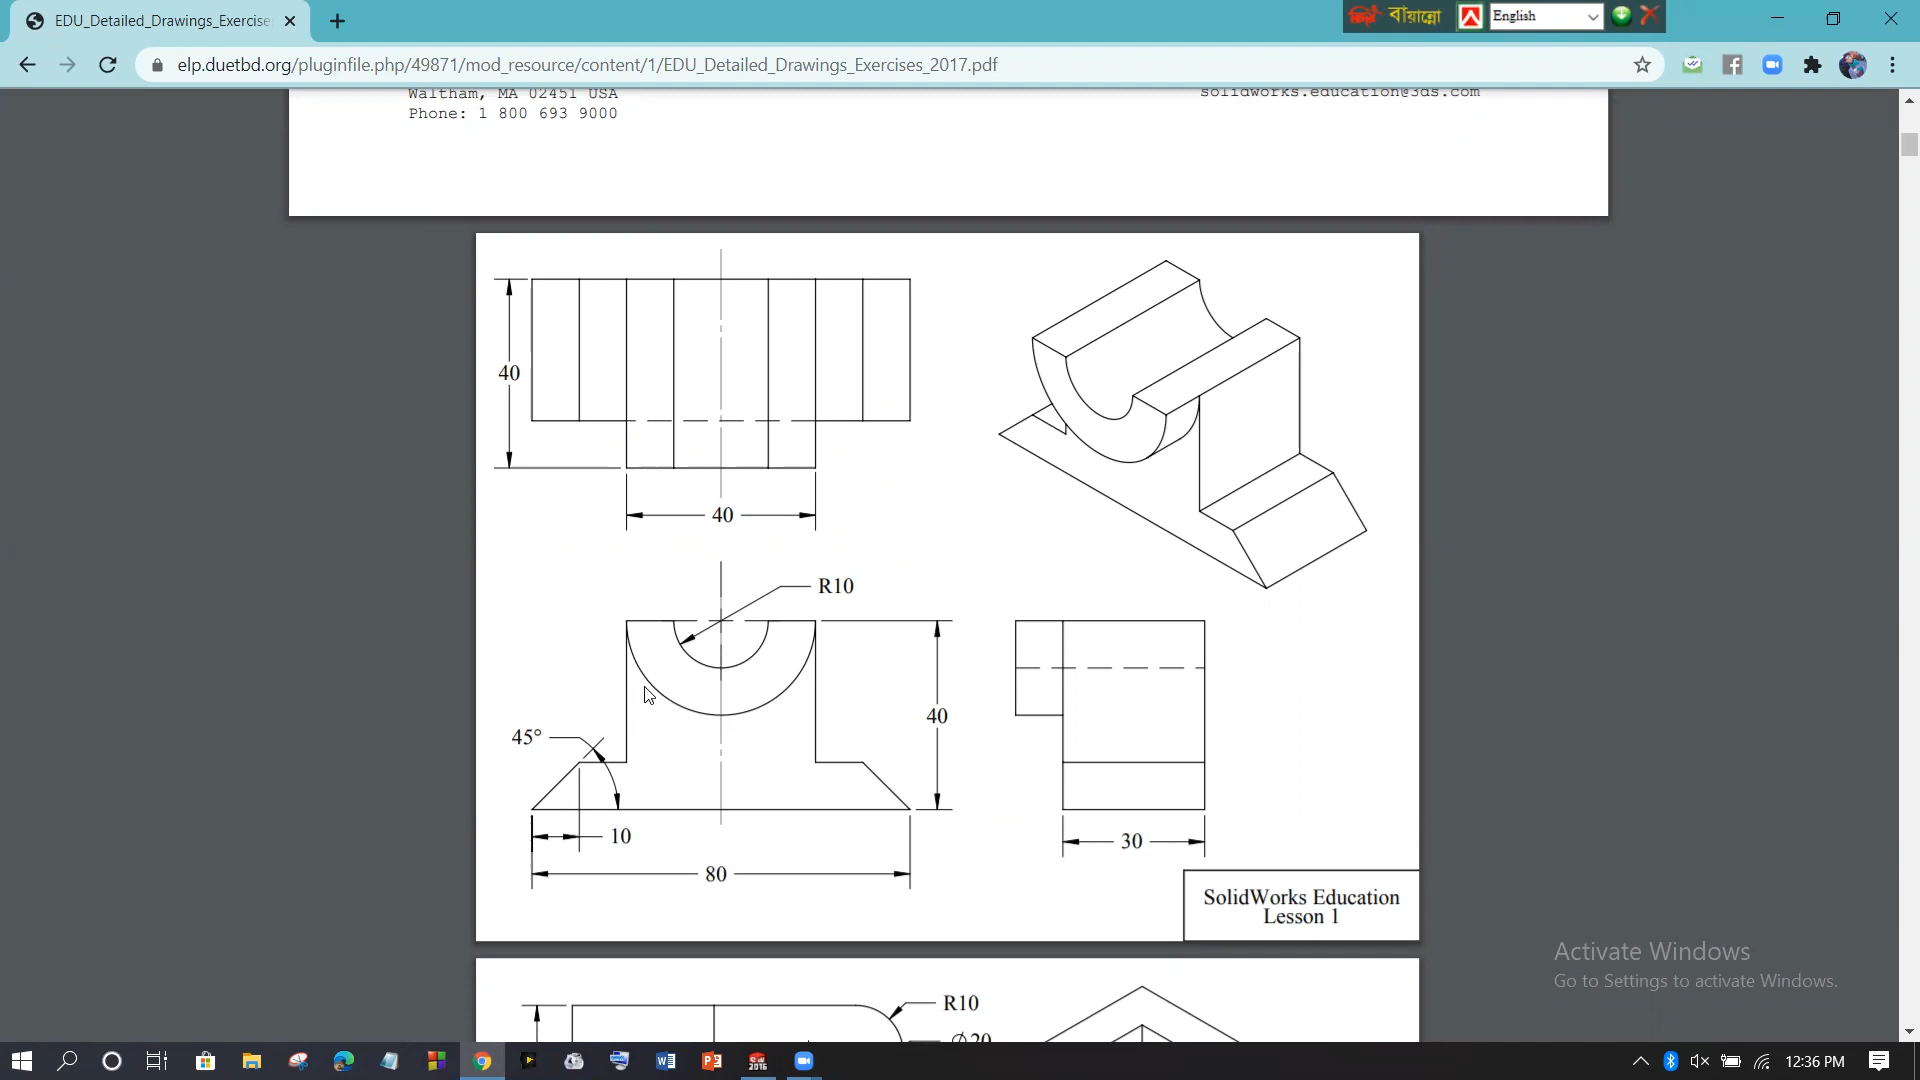 EDU_Detailed_Drawings_Exercise
বায়ান্নো
English
elp.duetbd.org/pluginfile.php/49871/mod_resource/content/1/EDU_Detailed_Drawings_Exercises_2017.pdf
Waltham, MA 02451 USA
solidworks.education@3ds.com
Phone: 1 800 693 9000
40
40
R10
45°
40
10
80
30
SolidWorks Education
Lesson 1
Activate Windows
Go to Settings to activate Windows.
R10
Ø20
12:36 PM